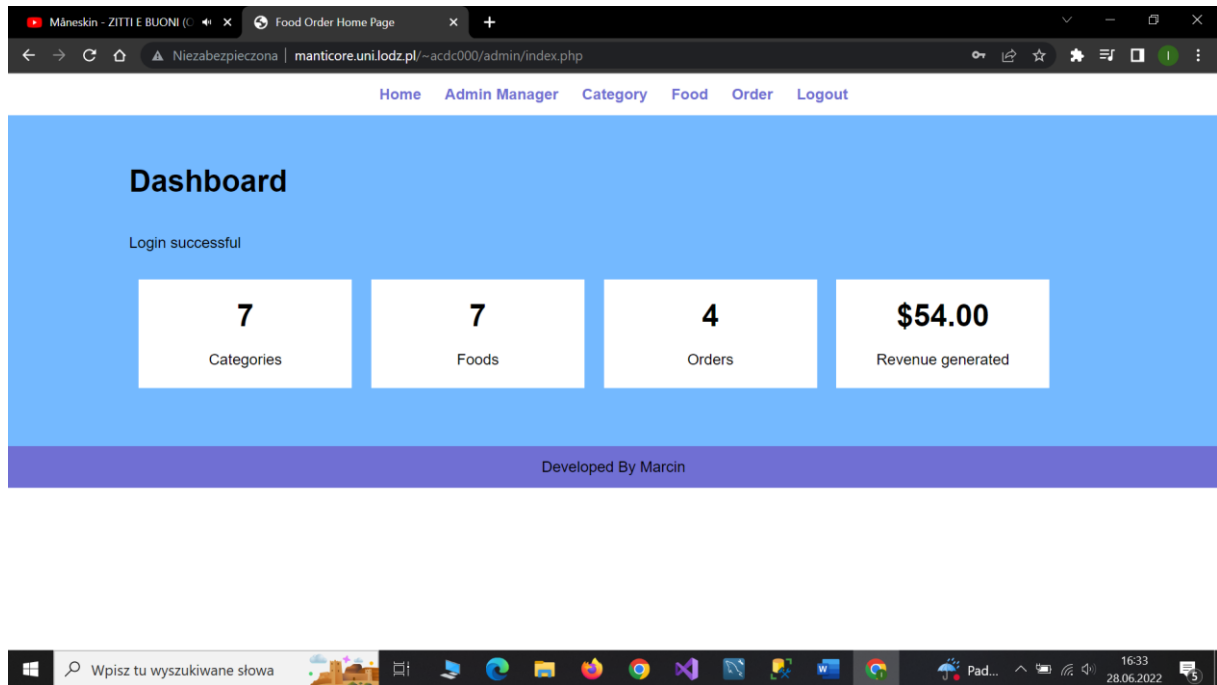 Måneskin - ZITTI E BUONI (O
Food Order Home Page
Niezabezpieczona | manticore.uni.lodz.pl/~acdc000/admin/index.php
I
Home Admin Manager Category Food Order Logout
Dashboard
Login successful
7 7 4 $54.00
Categories Foods Orders Revenue generated
Developed By Marcin
Wpisz tu wyszukiwane słowa
Pad...
16:33
28.06.2022
5